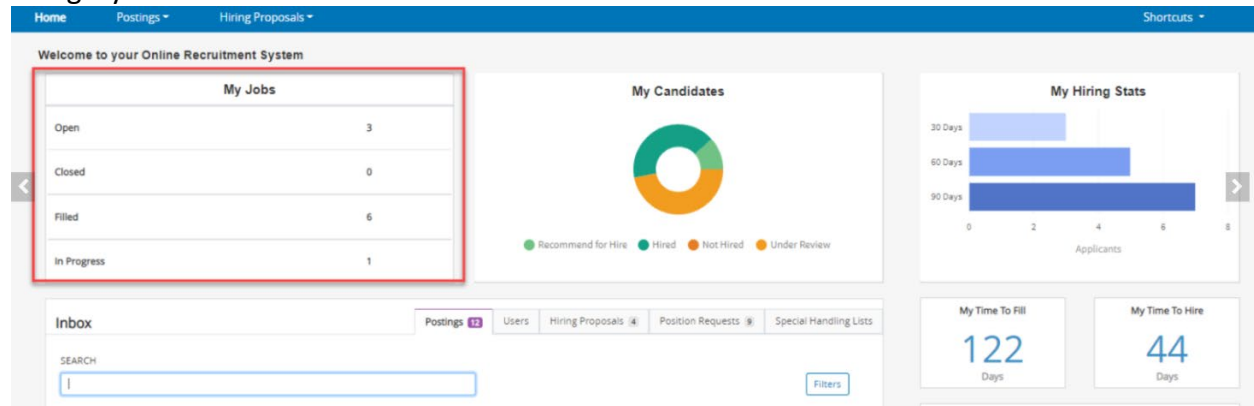 Home Postings Hiring Proposals Shortcuts
Welcome to your Online Recruitment System
My Jobs
Open 3
Closed 0
Filled 6
In Progress 1
My Candidates
Recommend for Hire Hired Not Hired Under Review
My Hiring Stats
30 Days
60 Days
90 Days
0 2 4 6 8
Applicants
Inbox
Postings 12 Users Hiring Proposals 4 Position Requests 9 Special Handling Lists
SEARCH
Filters
My Time To Fill
122
Days
My Time To Hire
44
Days